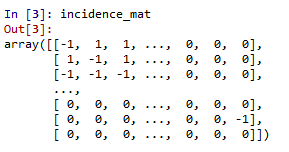 In [3]: incidence_mat
Out[3]:
array([[-1,  1,  1, ...,  0,  0,  0],
       [ 1, -1,  1, ...,  0,  0,  0],
       [-1, -1, -1, ...,  0,  0,  0],
       ...,
       [ 0,  0,  0, ...,  0,  0,  0],
       [ 0,  0,  0, ...,  0,  0, -1],
       [ 0,  0,  0, ...,  0,  0,  0]])